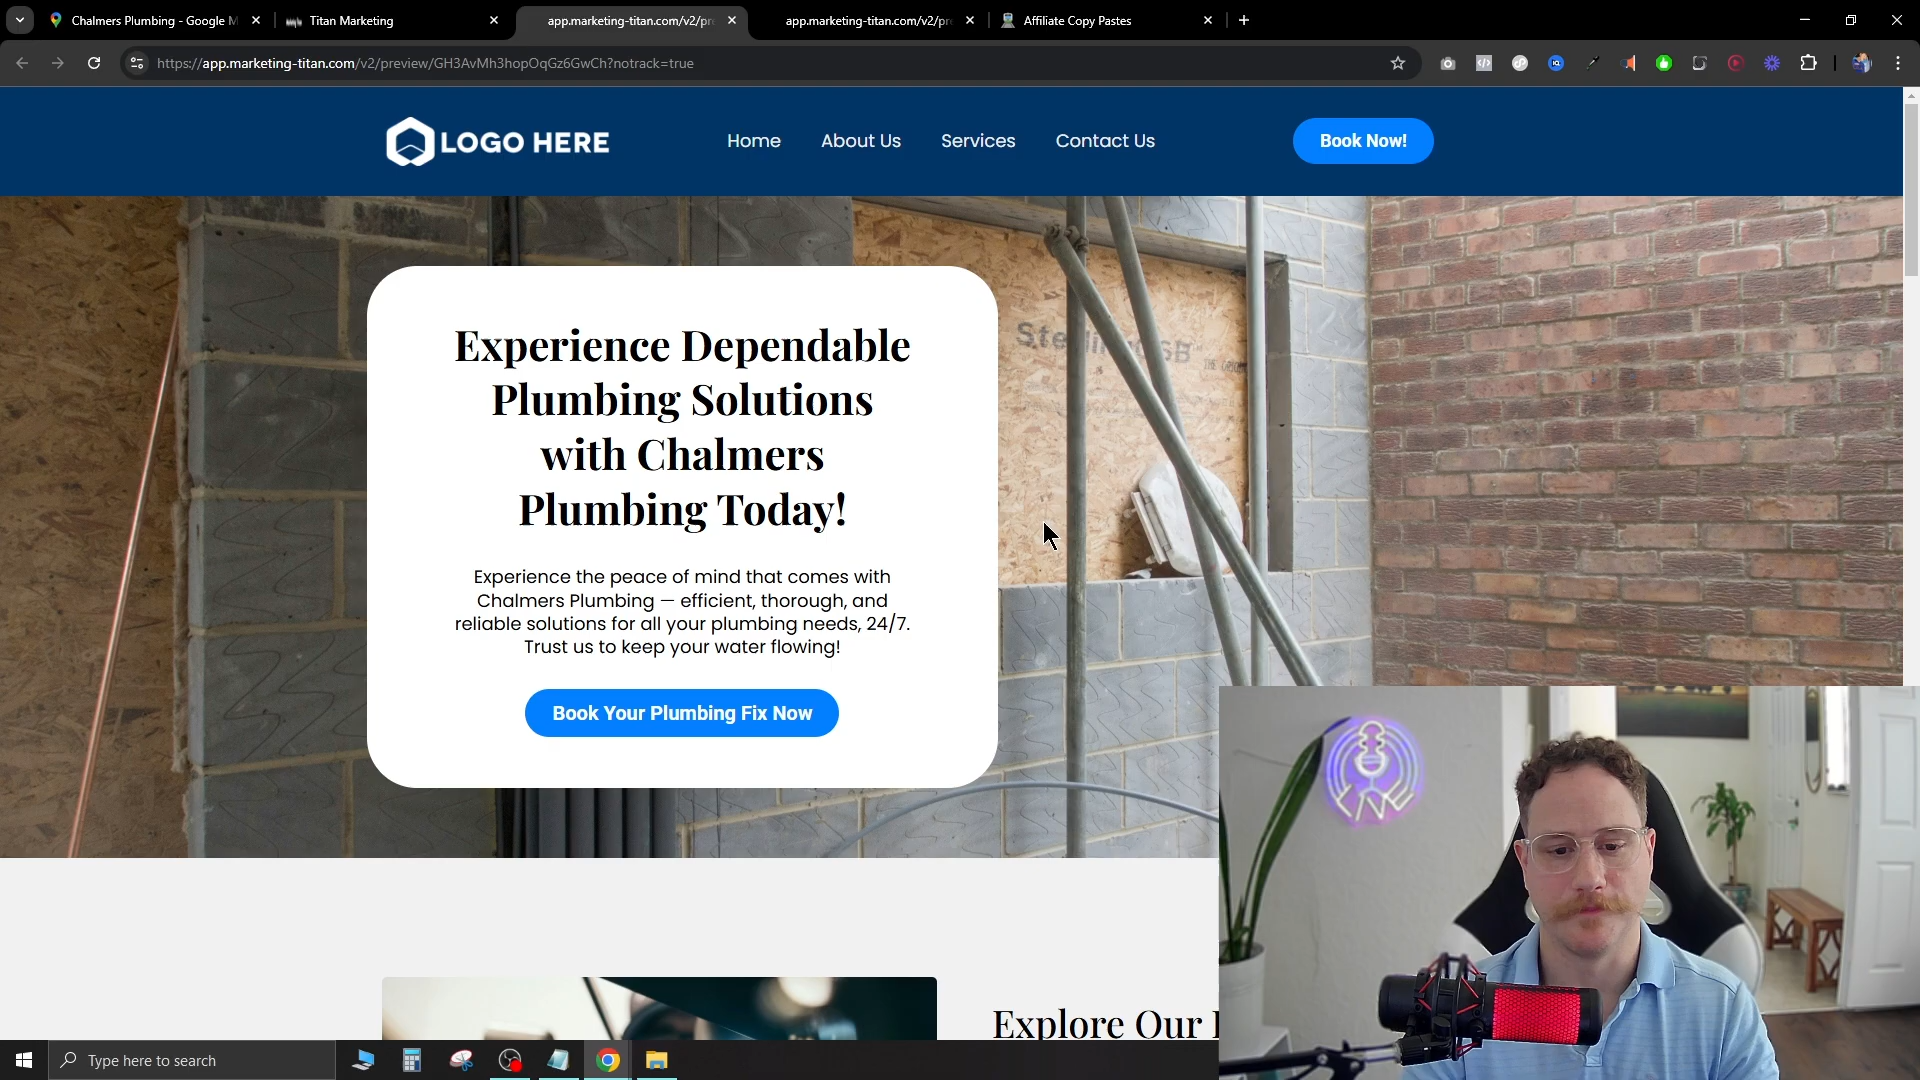 Chalmers Plumbing - Google M
Titan Marketing
app.marketing-titan.com/v2/pr
app.marketing-titan.com/v2/pr
Affiliate Copy Pastes
https://app.marketing-titan.com/v2/preview/GH3AvMh3hopOqGz6GwCh?notrack=true
LOGO HERE
Home
About Us
Services
Contact Us
Book Now!
Experience Dependable
Plumbing Solutions
with Chalmers
Plumbing Today!
Experience the peace of mind that comes with
Chalmers Plumbing — efficient, thorough, and
reliable solutions for all your plumbing needs, 24/7.
Trust us to keep your water flowing!
Book Your Plumbing Fix Now
Explore Our
Type here to search